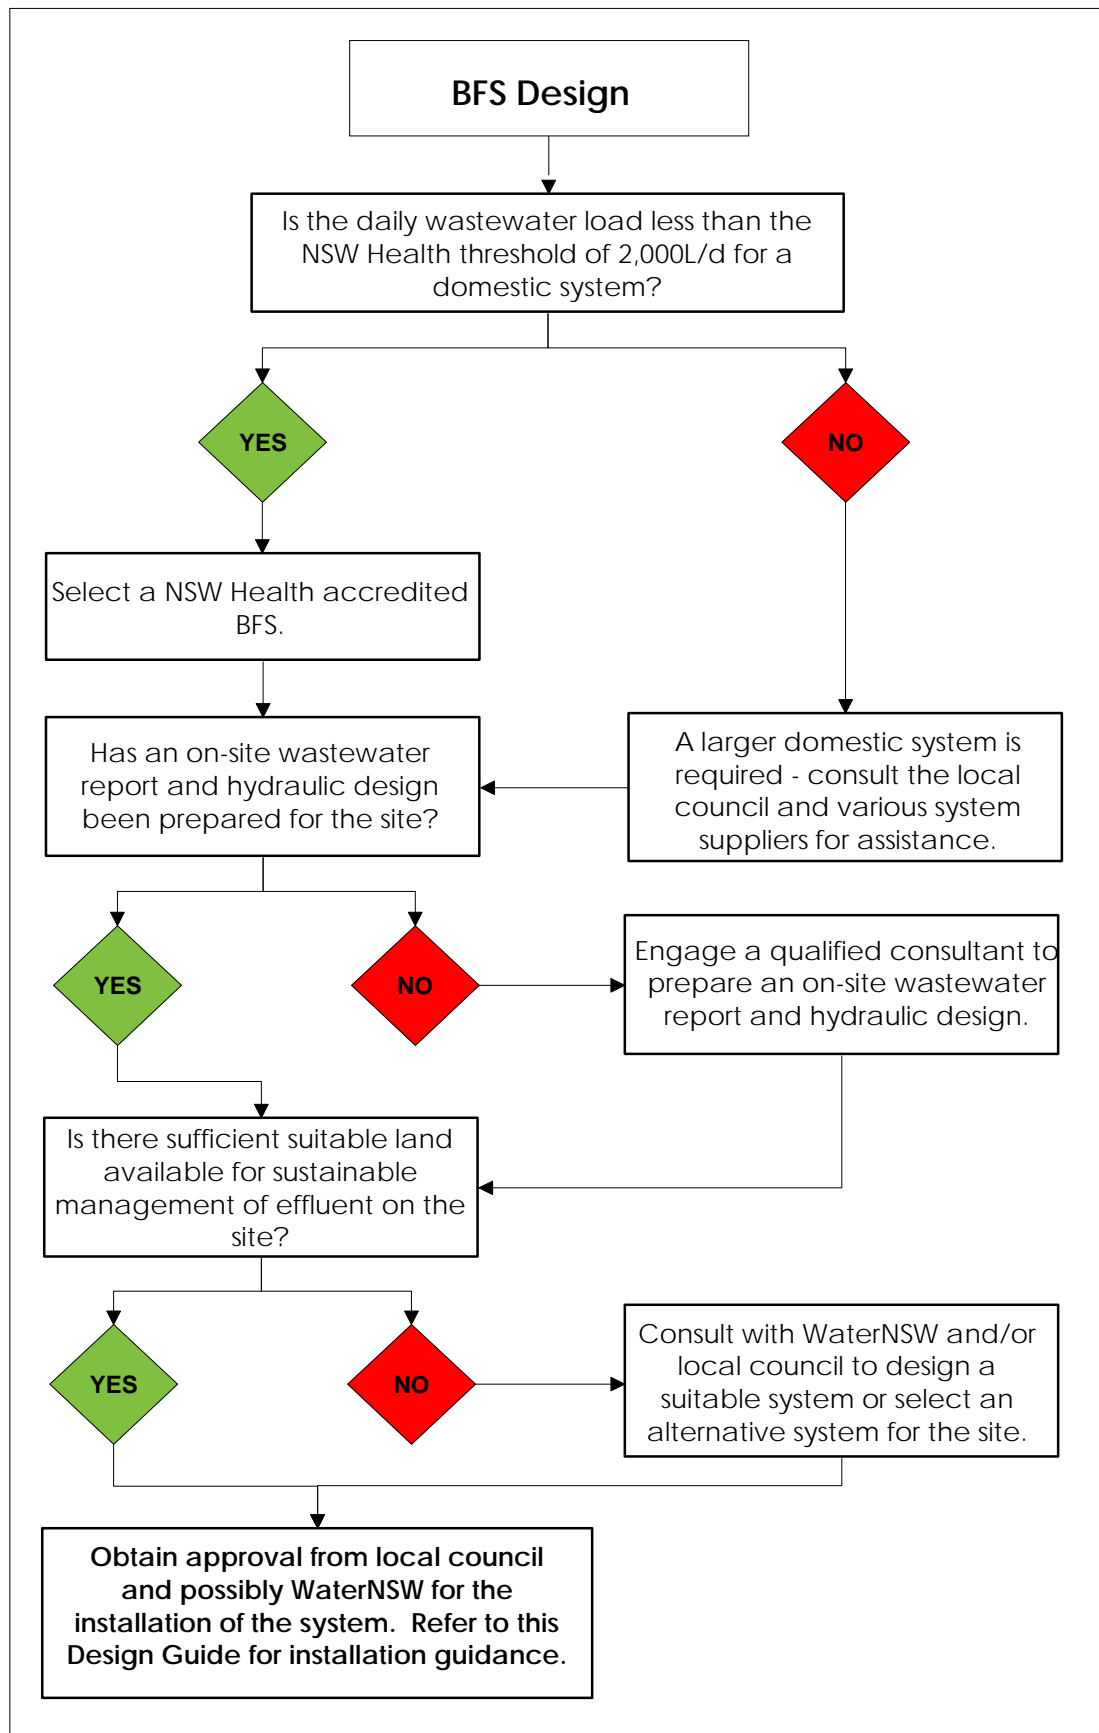 BFS Design
Is the daily wastewater load less than the
NSW Health threshold of 2,000L/d for a
domestic system?
YES
NO
Select a NSW Health accredited
BFS.
Has an on-site wastewater
report and hydraulic design
been prepared for the site?
A larger domestic system is
required - consult the local
council and various system
suppliers for assistance.
YES
NO
Engage a qualified consultant to
prepare an on-site wastewater
report and hydraulic design.
Is there sufficient suitable land
available for sustainable
management of effluent on the
site?
YES
NO
Consult with WaterNSW and/or
local council to design a
suitable system or select an
alternative system for the site.
Obtain approval from local council
and possibly WaterNSW for the
installation of the system.  Refer to this
Design Guide for installation guidance.